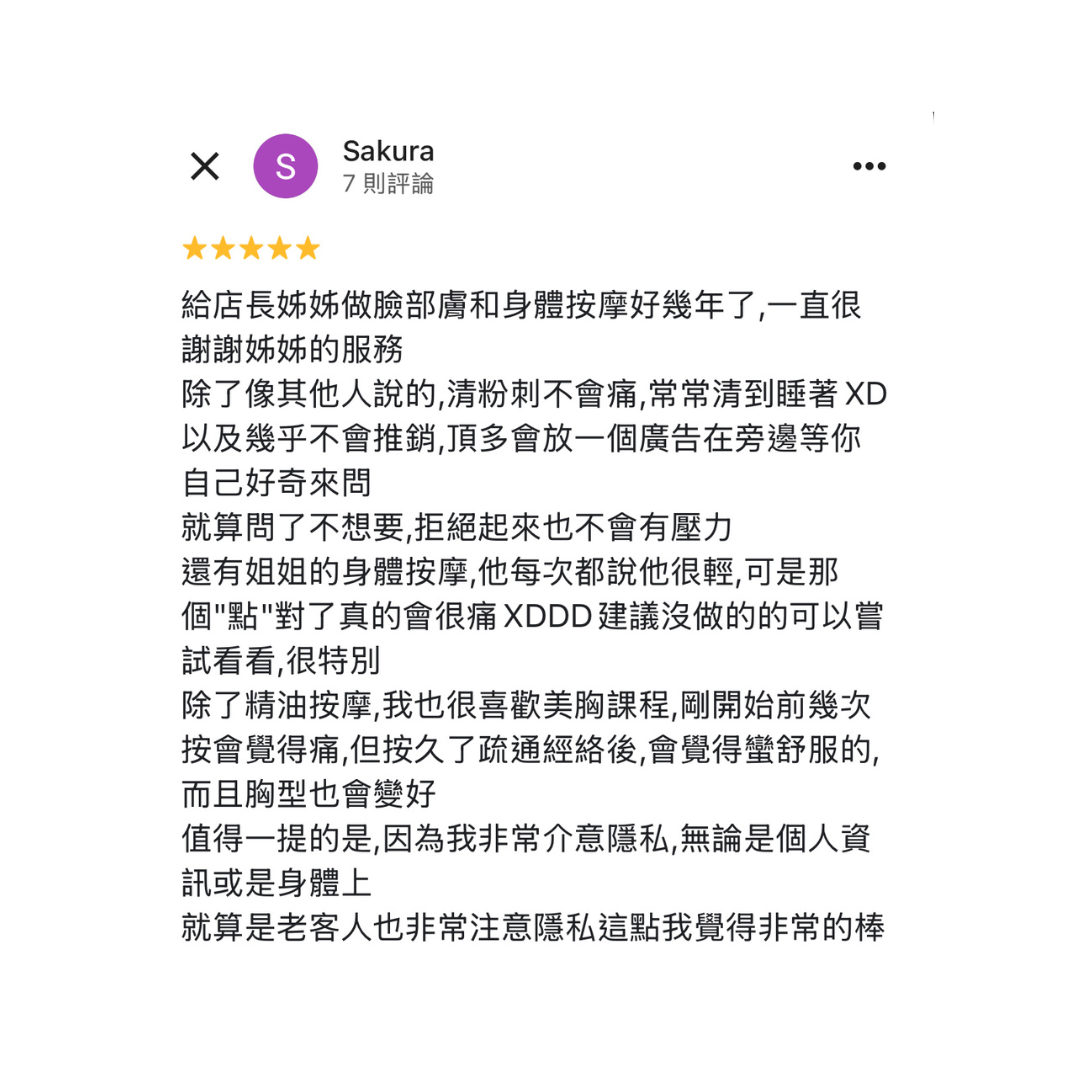 S
Sakura
7 則評論
給店長姊姊做臉部膚和身體按摩好幾年了,一直很
謝謝姊姊的服務
除了像其他人說的,清粉刺不會痛,常常清到睡著 XD
以及幾乎不會推銷,頂多會放一個廣告在旁邊等你
自己好奇來問
就算問了不想要,拒絕起來也不會有壓力
還有姐姐的身體按摩,他每次都說他很輕,可是那
個"點"對了真的會很痛 XDDD 建議沒做的的可以嘗
試看看,很特別
除了精油按摩,我也很喜歡美胸課程,剛開始前幾次
按會覺得痛,但按久了疏通經絡後,會覺得蠻舒服的,
而且胸型也會變好
值得一提的是,因為我非常介意隱私,無論是個人資
訊或是身體上
就算是老客人也非常注意隱私這點我覺得非常的棒